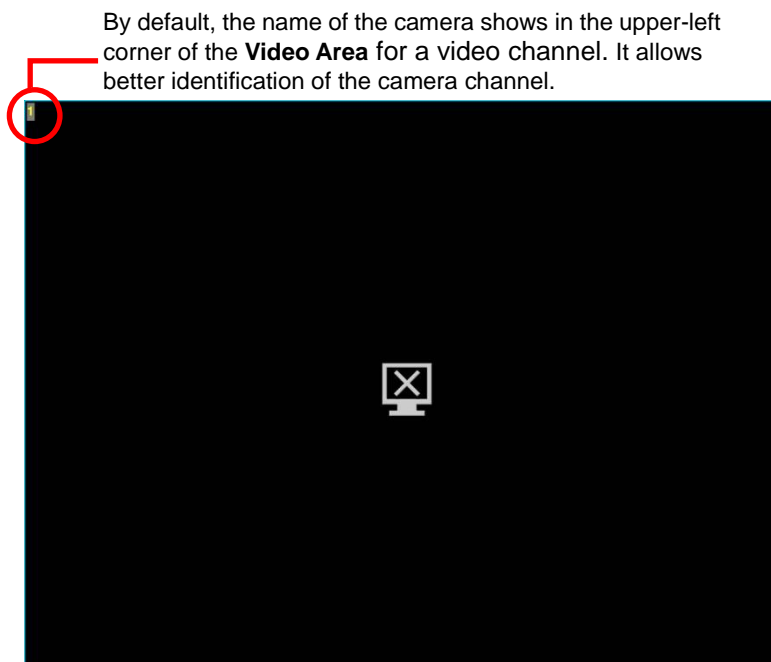 By default, the name of the camera shows in the upper-left
corner of the Video Area for a video channel. It allows
better identification of the camera channel.
1